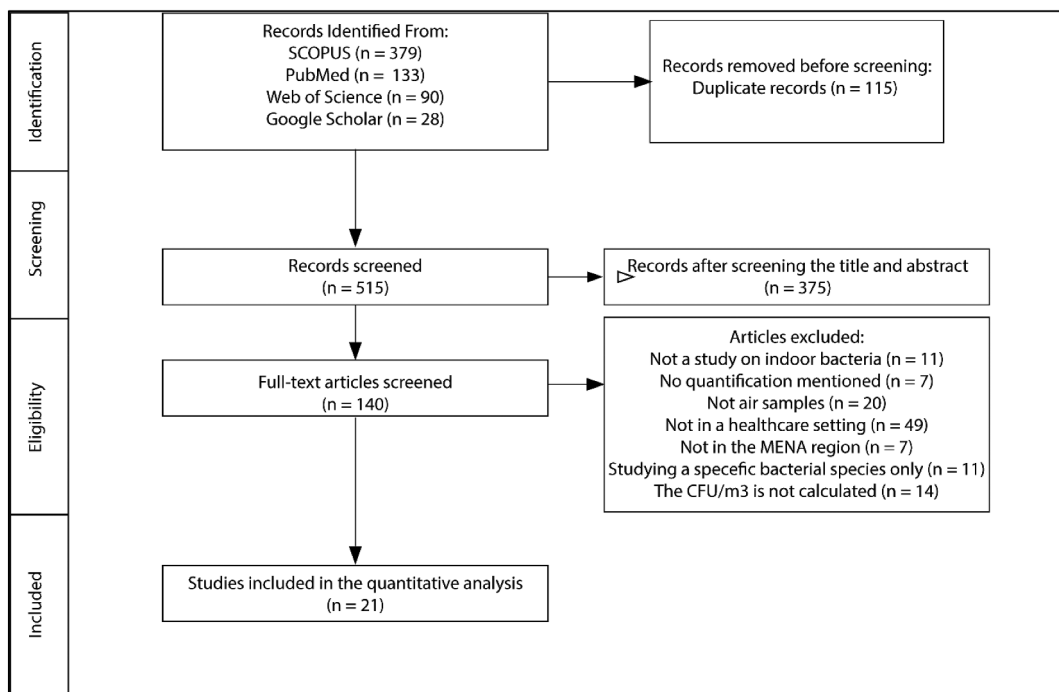 Identification
Records Identified From:
SCOPUS (n = 379)
PubMed (n = 133)
Web of Science (n = 90)
Google Scholar (n = 28)
Records removed before screening:
Duplicate records (n = 115)
Screening
Records screened
(n = 515)
Records after screening the title and abstract
(n = 375)
Eligibility
Full-text articles screened
(n = 140)
Articles excluded:
Not a study on indoor bacteria (n = 11)
No quantification mentioned (n = 7)
Not air samples (n = 20)
Not in a healthcare setting (n = 49)
Not in the MENA region (n = 7)
Studying a specefic bacterial species only (n = 11)
The CFU/m3 is not calculated (n = 14)
Included
Studies included in the quantitative analysis
(n = 21)